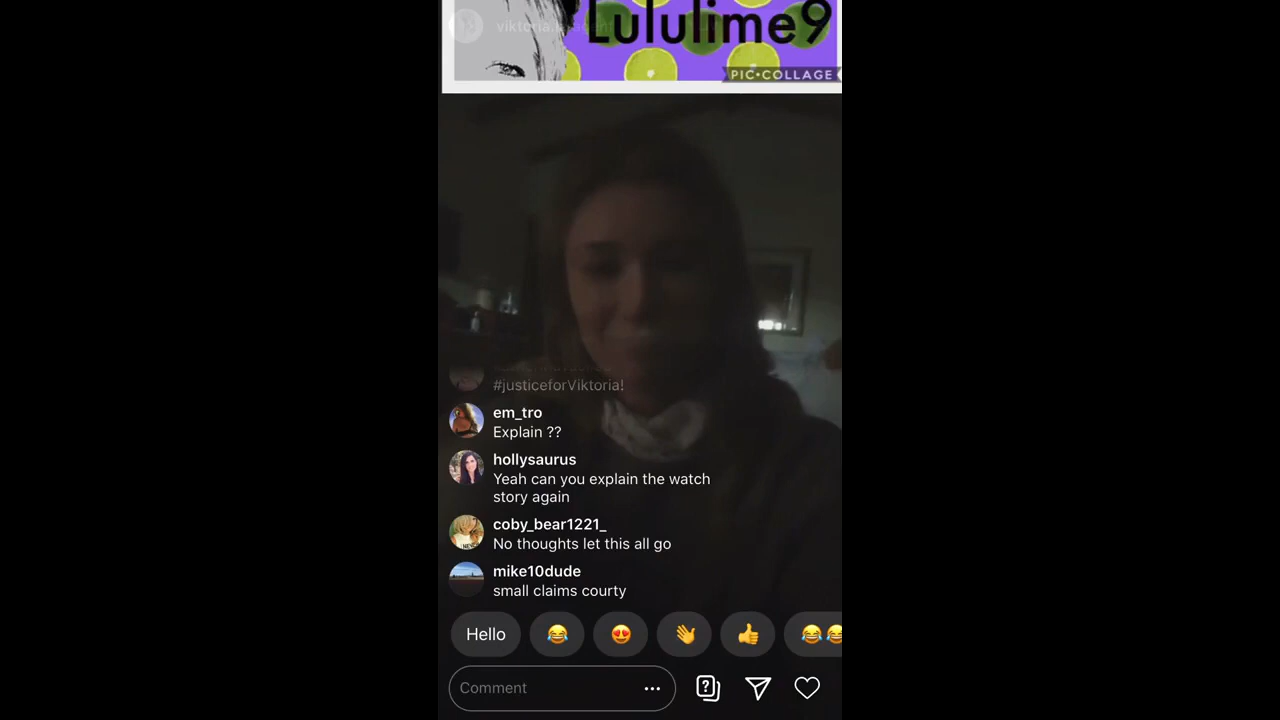 Lululime9
PIC•COLLAGE
#justiceforViktoria!
em_tro
Explain ??
hollysaurus
Yeah can you explain the watch
story again
coby_bear1221_
No thoughts let this all go
mike10dude
small claims courty
Hello
Comment